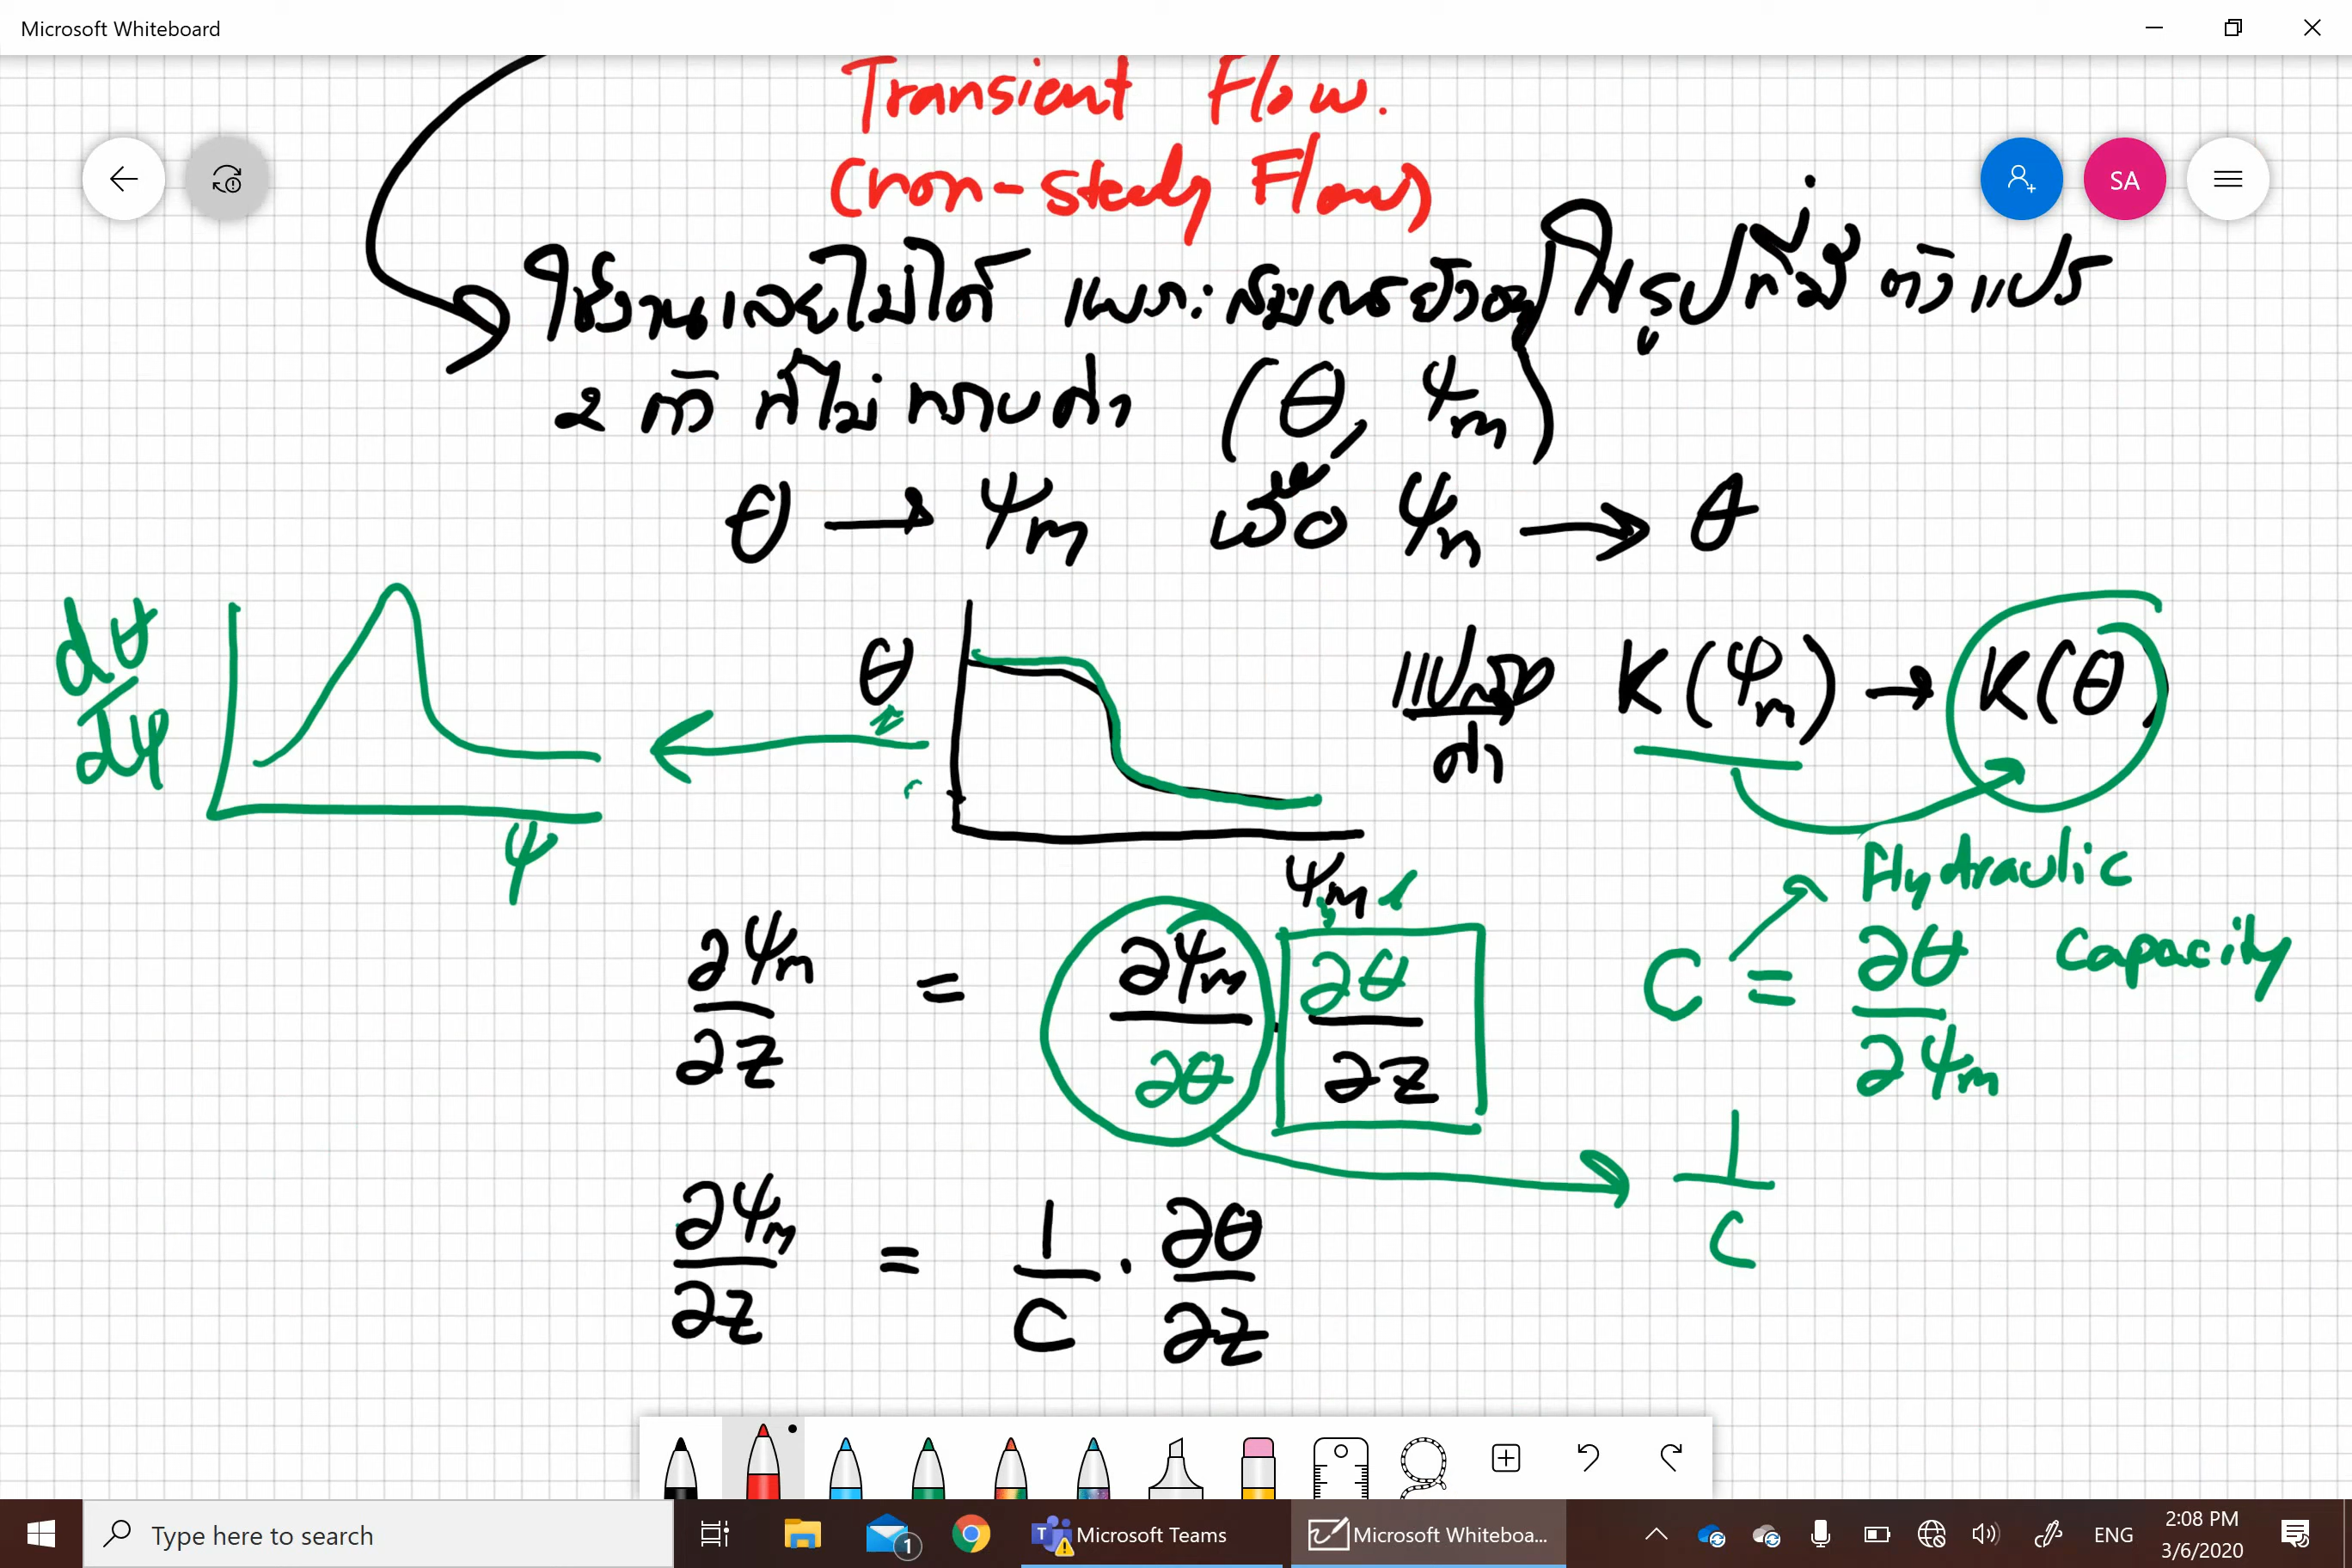 Microsoft Whiteboard
Transient Flow.
(non-steady Flow)
SA
ใช้งานเลยไม่ได้ เพราะสมการยังอยู่ในรูปที่มีตัวแปร
2 ตัว ที่ไม่ทราบค่า (θ, ψm)
θ → ψm หรือ ψm → θ
dθ/dψ
ψ
θ
ψm
แปลงค่า K(ψm) → K(θ)
Hydraulic capacity
∂ψm/∂z = ∂ψm/∂θ · ∂θ/∂z
C ≡ ∂θ/∂ψm
1/C
∂ψm/∂z = 1/C · ∂θ/∂z
Type here to search
1
Microsoft Teams
Microsoft Whiteboa...
ENG
2:08 PM
3/6/2020